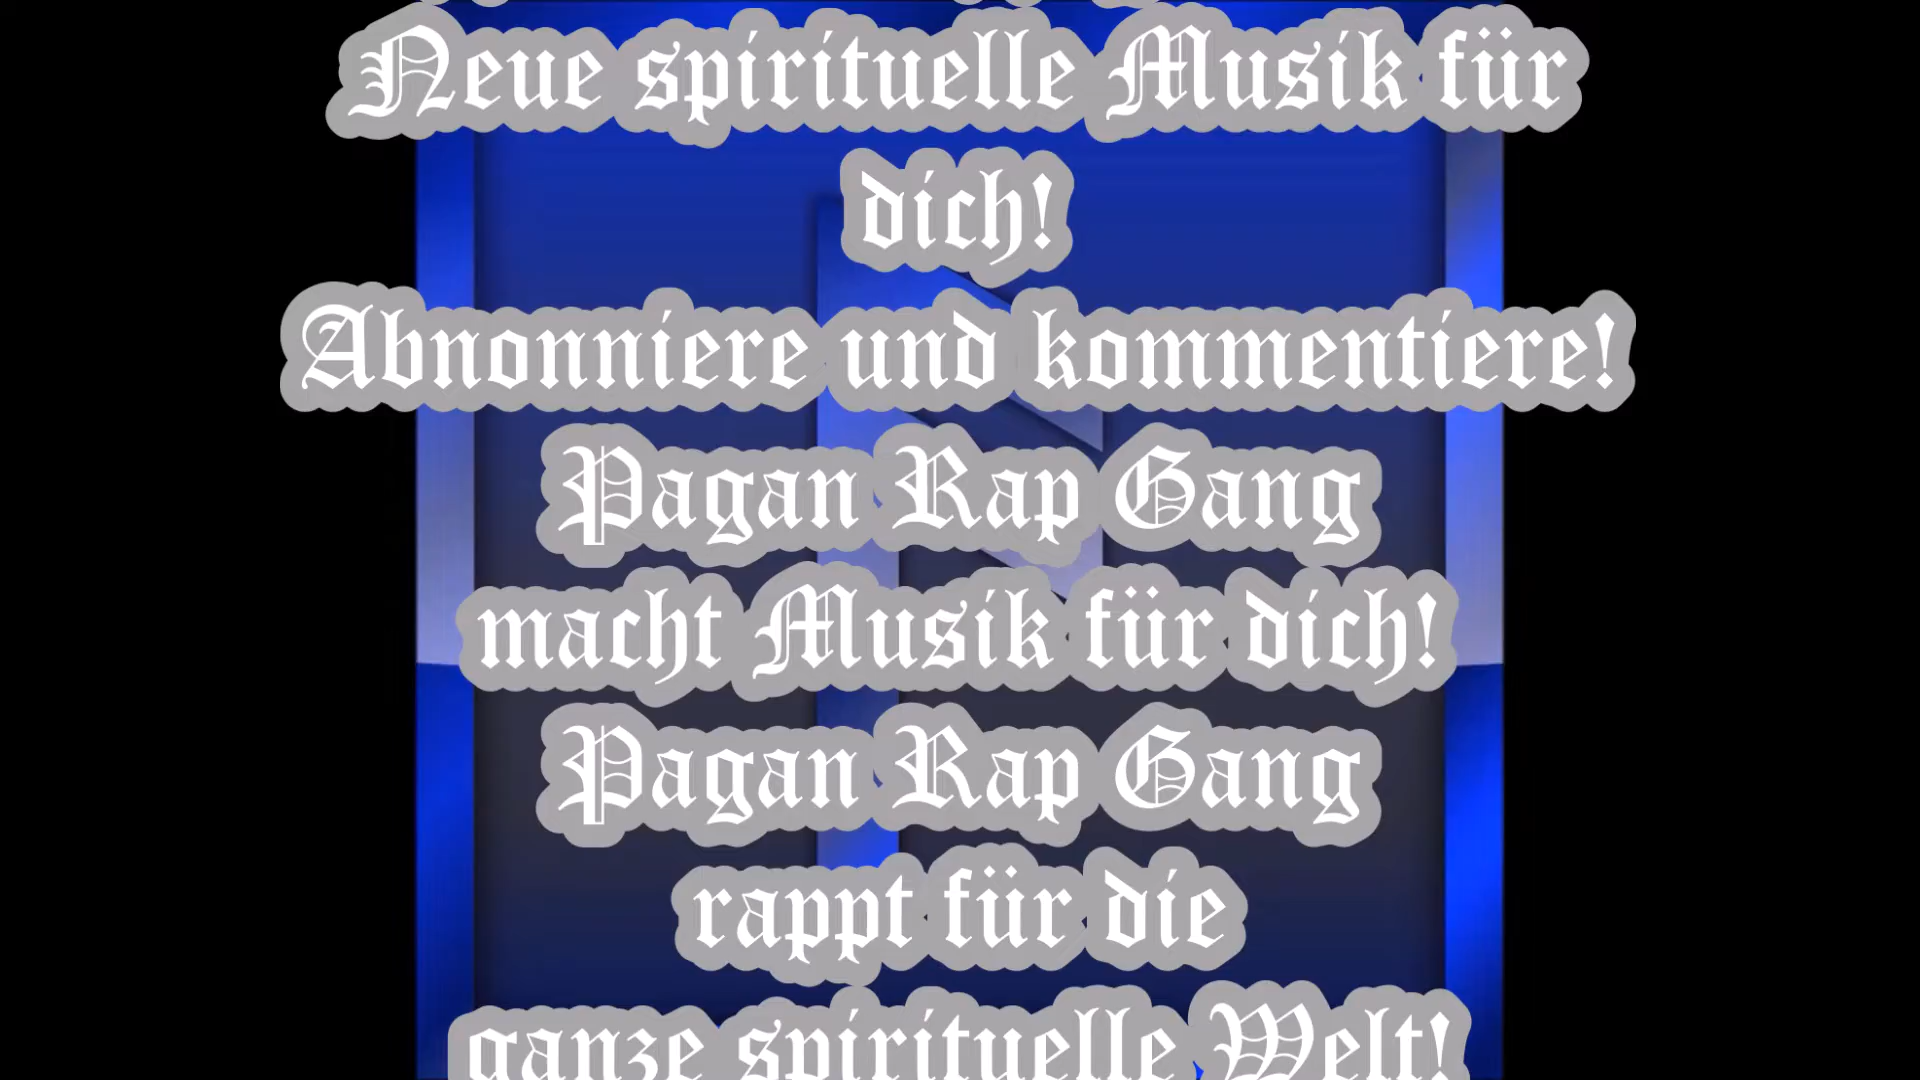 Neue spirituelle Musik für
dich!
Abnonniere und kommentiere!
Pagan Rap Gang
macht Musik für dich!
Pagan Rap Gang
rappt für die
ganze spirituelle Welt!